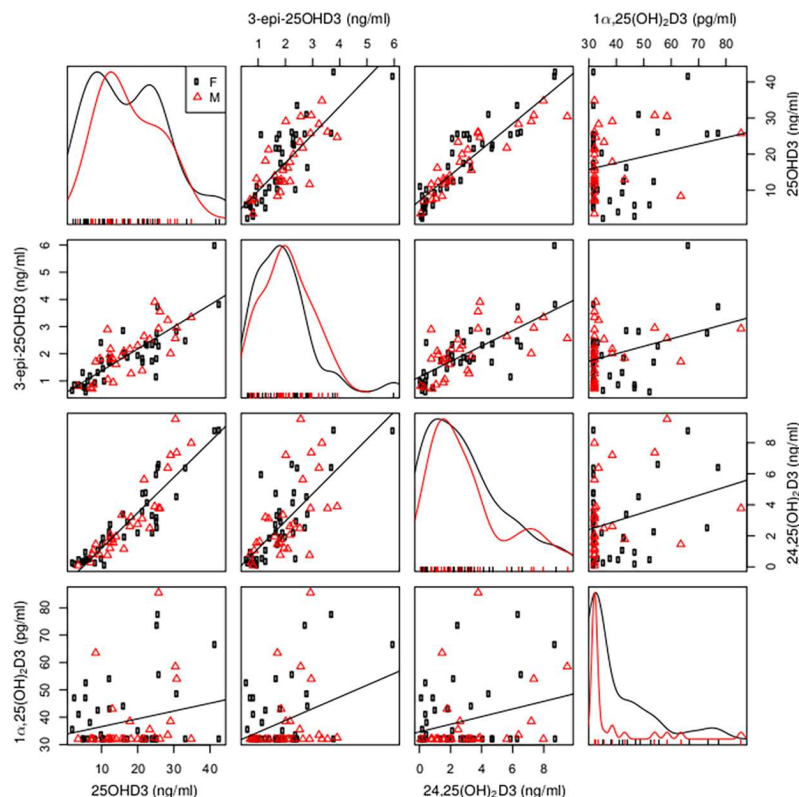 3-epi-25OHD3 (ng/ml)
1α,25(OH)₂D3 (pg/ml)
1 2 3 4 5 6
30 40 50 60 70 80
F
M
10 20 30 40
25OHD3 (ng/ml)
3-epi-25OHD3 (ng/ml)
1 2 3 4 5 6
0 2 4 6 8
24,25(OH)₂D3 (ng/ml)
1α,25(OH)₂D3 (pg/ml)
30 40 50 60 70 80
10 20 30 40
0 2 4 6 8
25OHD3 (ng/ml)
24,25(OH)₂D3 (ng/ml)